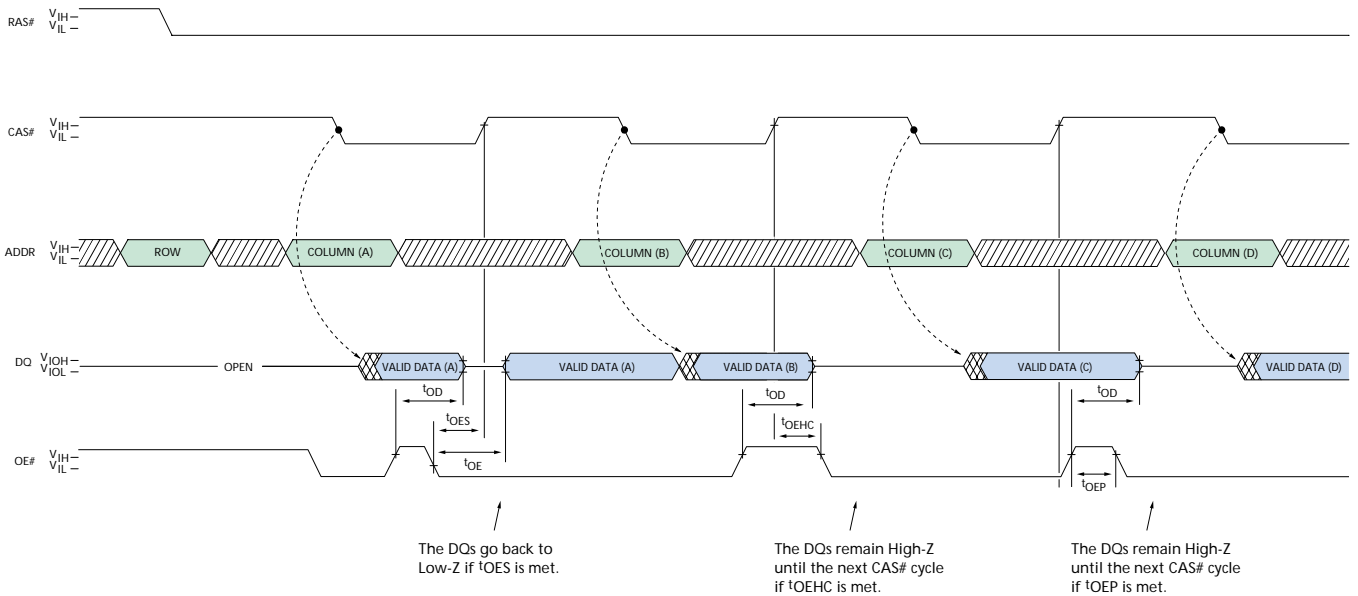 RAS# VIH VIL
CAS# VIH VIL
ADDR VIH VIL ROW COLUMN (A) COLUMN (B) COLUMN (C) COLUMN (D)
DQ VIOH VIOL OPEN VALID DATA (A) VALID DATA (A) VALID DATA (B) VALID DATA (C) VALID DATA (D)
tOD tOD tOD
tOES tOEHC
tOE
OE# VIH VIL
tOEP
The DQs go back to
Low-Z if tOES is met.
The DQs remain High-Z
until the next CAS# cycle
if tOEHC is met.
The DQs remain High-Z
until the next CAS# cycle
if tOEP is met.